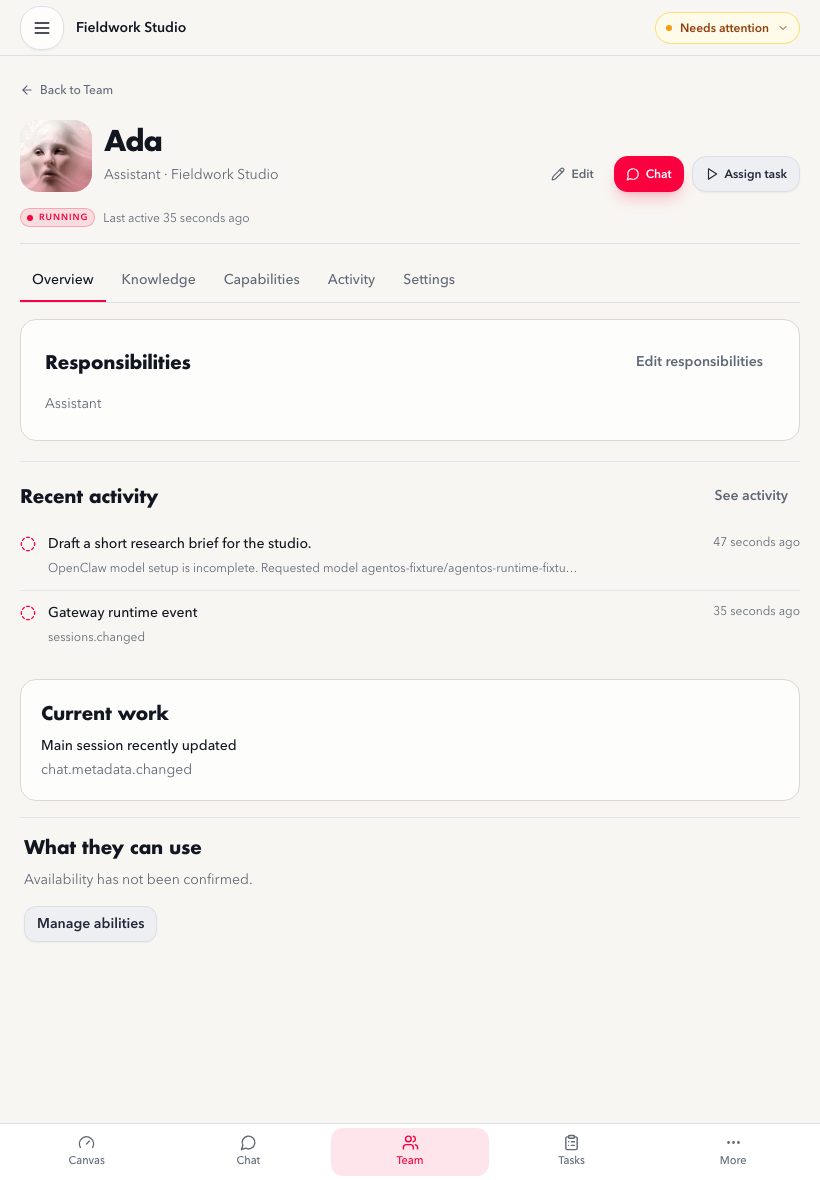 Fieldwork Studio
Needs attention
Back to Team
Ada
Assistant · Fieldwork Studio
Edit
Chat
Assign task
RUNNING
Last active 35 seconds ago
Overview
Knowledge
Capabilities
Activity
Settings
Responsibilities
Edit responsibilities
Assistant
Recent activity
See activity
Draft a short research brief for the studio.
47 seconds ago
OpenClaw model setup is incomplete. Requested model agentos-fixture/agentos-runtime-fixtu…
Gateway runtime event
35 seconds ago
sessions.changed
Current work
Main session recently updated
chat.metadata.changed
What they can use
Availability has not been confirmed.
Manage abilities
Canvas
Chat
Team
Tasks
More